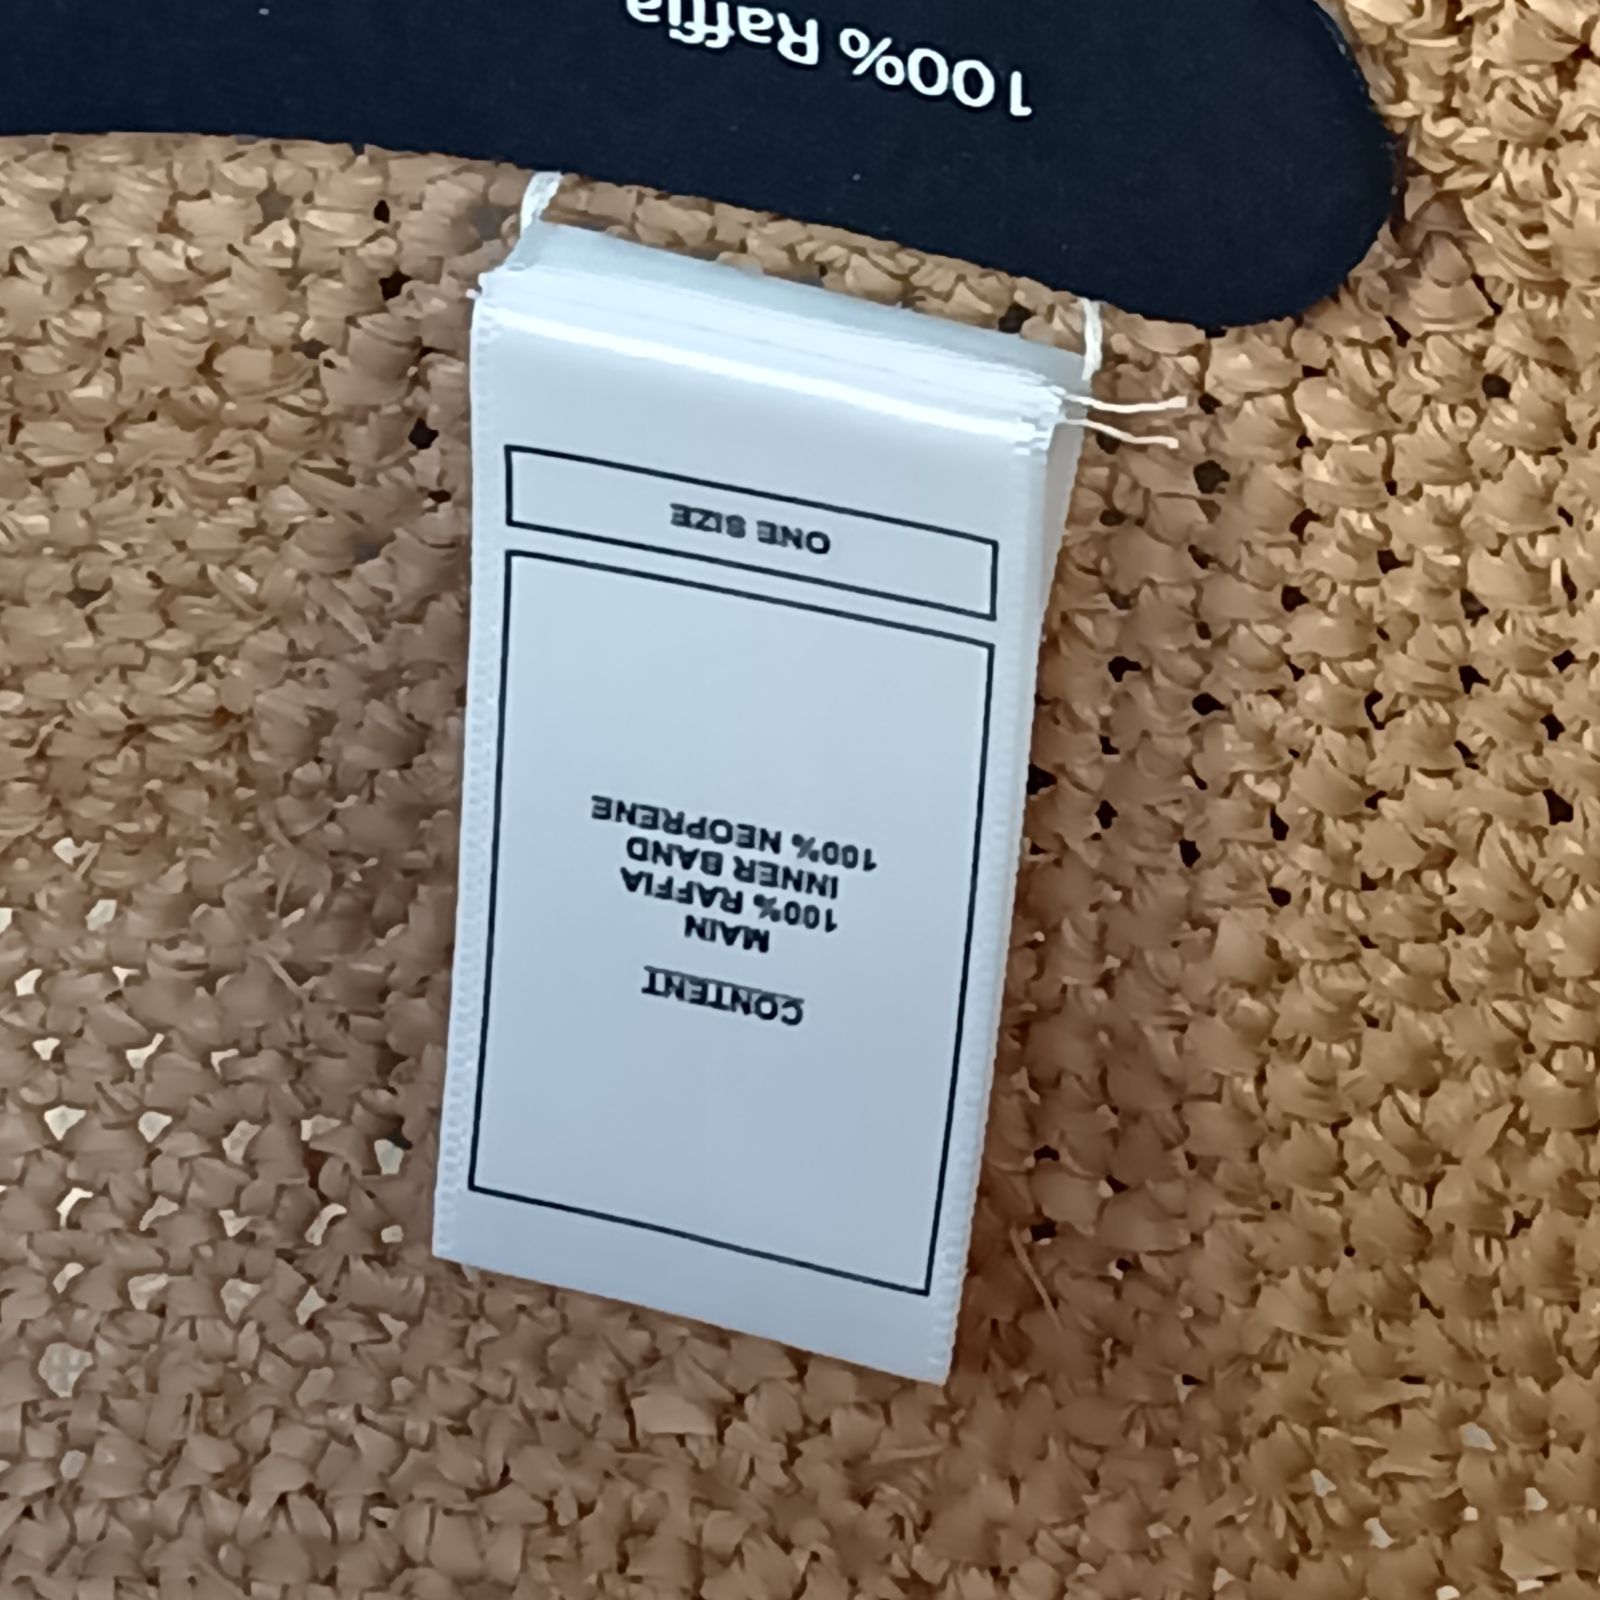 100% Raffia
CONTENT
MAIN
100% RAFFIA
INNER BAND
100% NEOPRENE
ONE SIZE